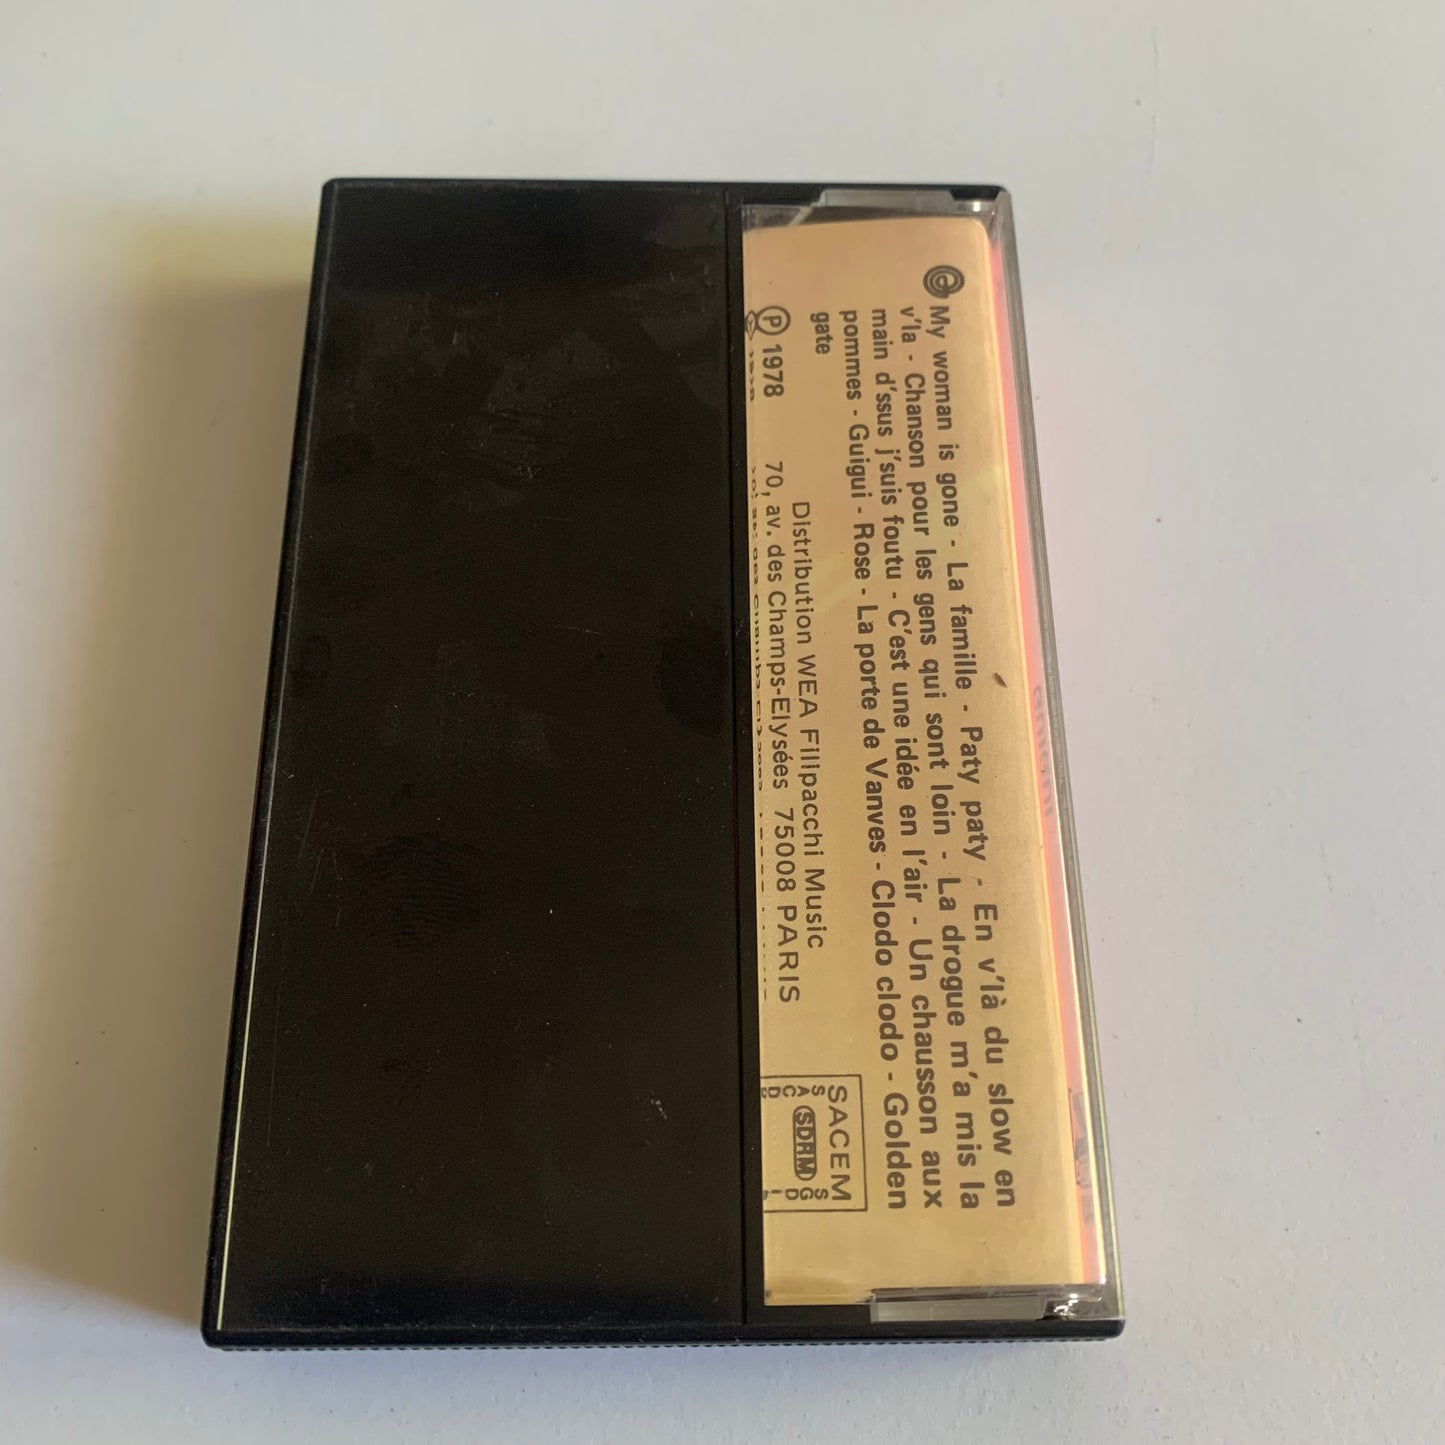 My woman is gone - La famille - Paty paty - En v'là du slow en
v'la - Chanson pour les gens qui sont loin - La drogue m'a mis la
main d'ssus j'suis foutu - C'est une idée en l'air - Un chausson aux
pommes - Guigui - Rose - La porte de Vanves - Clodo clodo - Golden
gate
Ⓟ 1978
Distribution WEA Filipacchi Music
70, av. des Champs-Elysées 75008 PARIS
SACEM
SACD
SDRM
SGDL